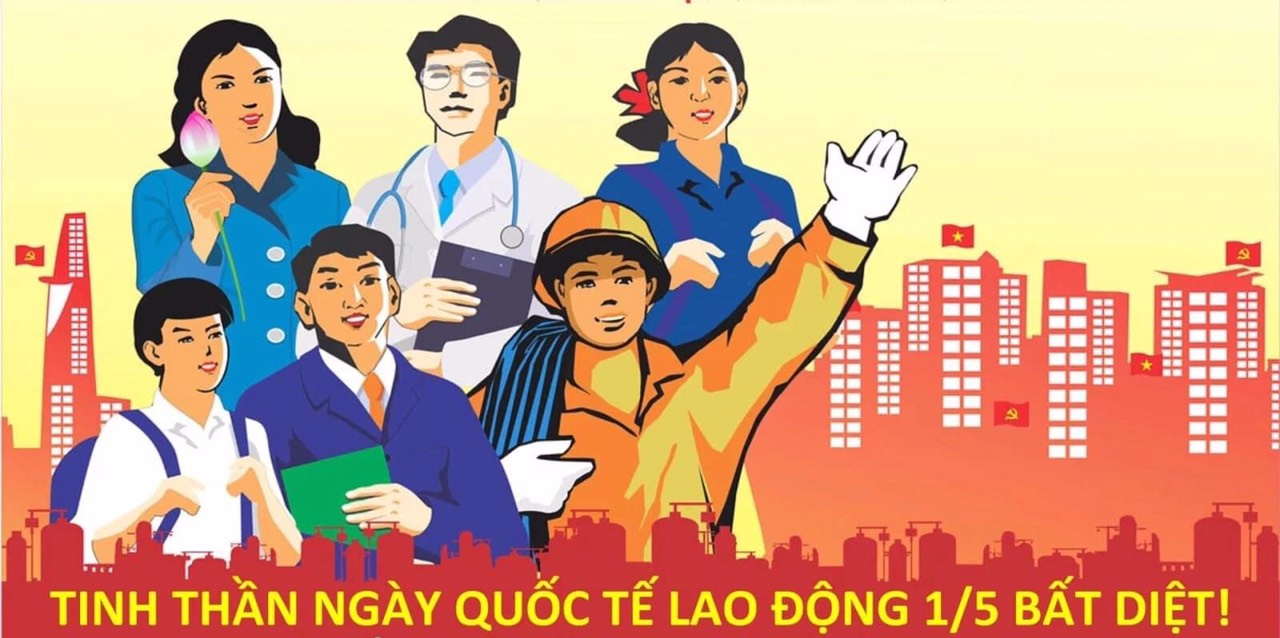 TINH THẦN NGÀY QUỐC TẾ LAO ĐỘNG 1/5 BẤT DIỆT!